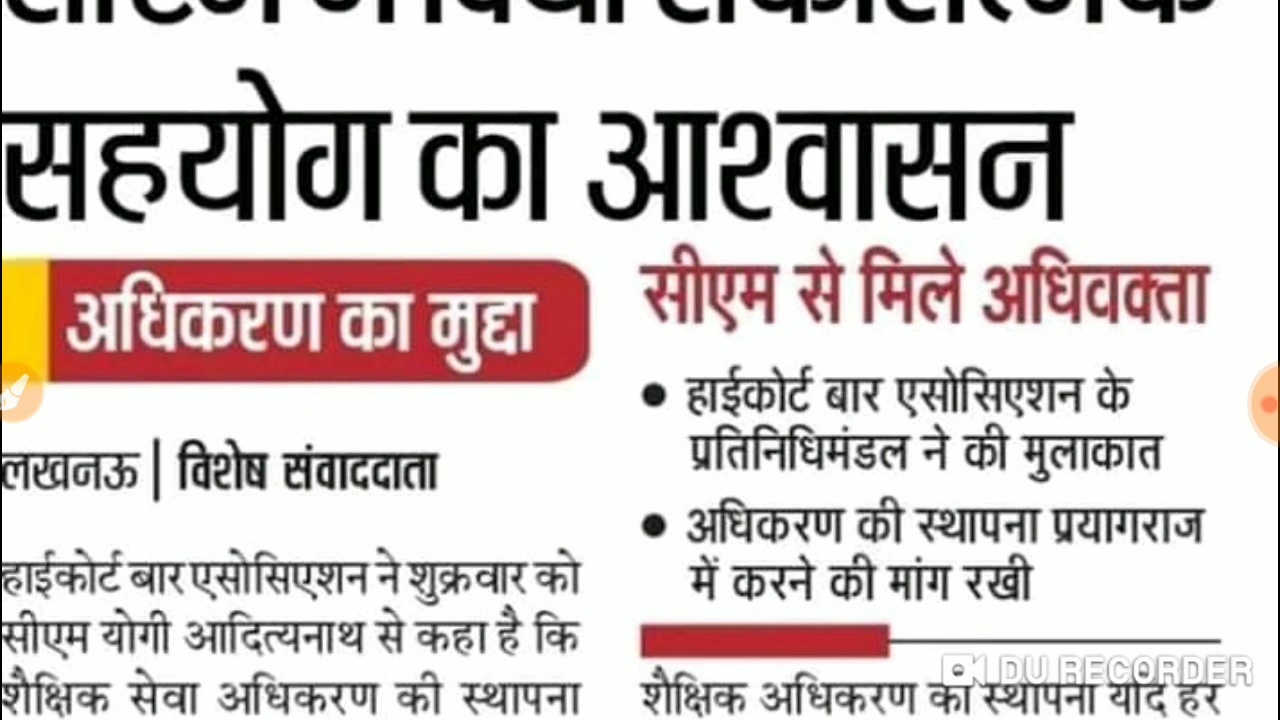 सहयोग का आश्वासन
अधिकरण का मुद्दा
लखनऊ | विशेष संवाददाता
हाईकोर्ट बार एसोसिएशन ने शुक्रवार को
सीएम योगी आदित्यनाथ से कहा है कि
शैक्षिक सेवा अधिकरण की स्थापना
सीएम से मिले अधिवक्ता
• हाईकोर्ट बार एसोसिएशन के
प्रतिनिधिमंडल ने की मुलाकात
• अधिकरण की स्थापना प्रयागराज
में करने की मांग रखी
शैक्षिक अधिकरण की स्थापना यदि हर
DU RECORDER